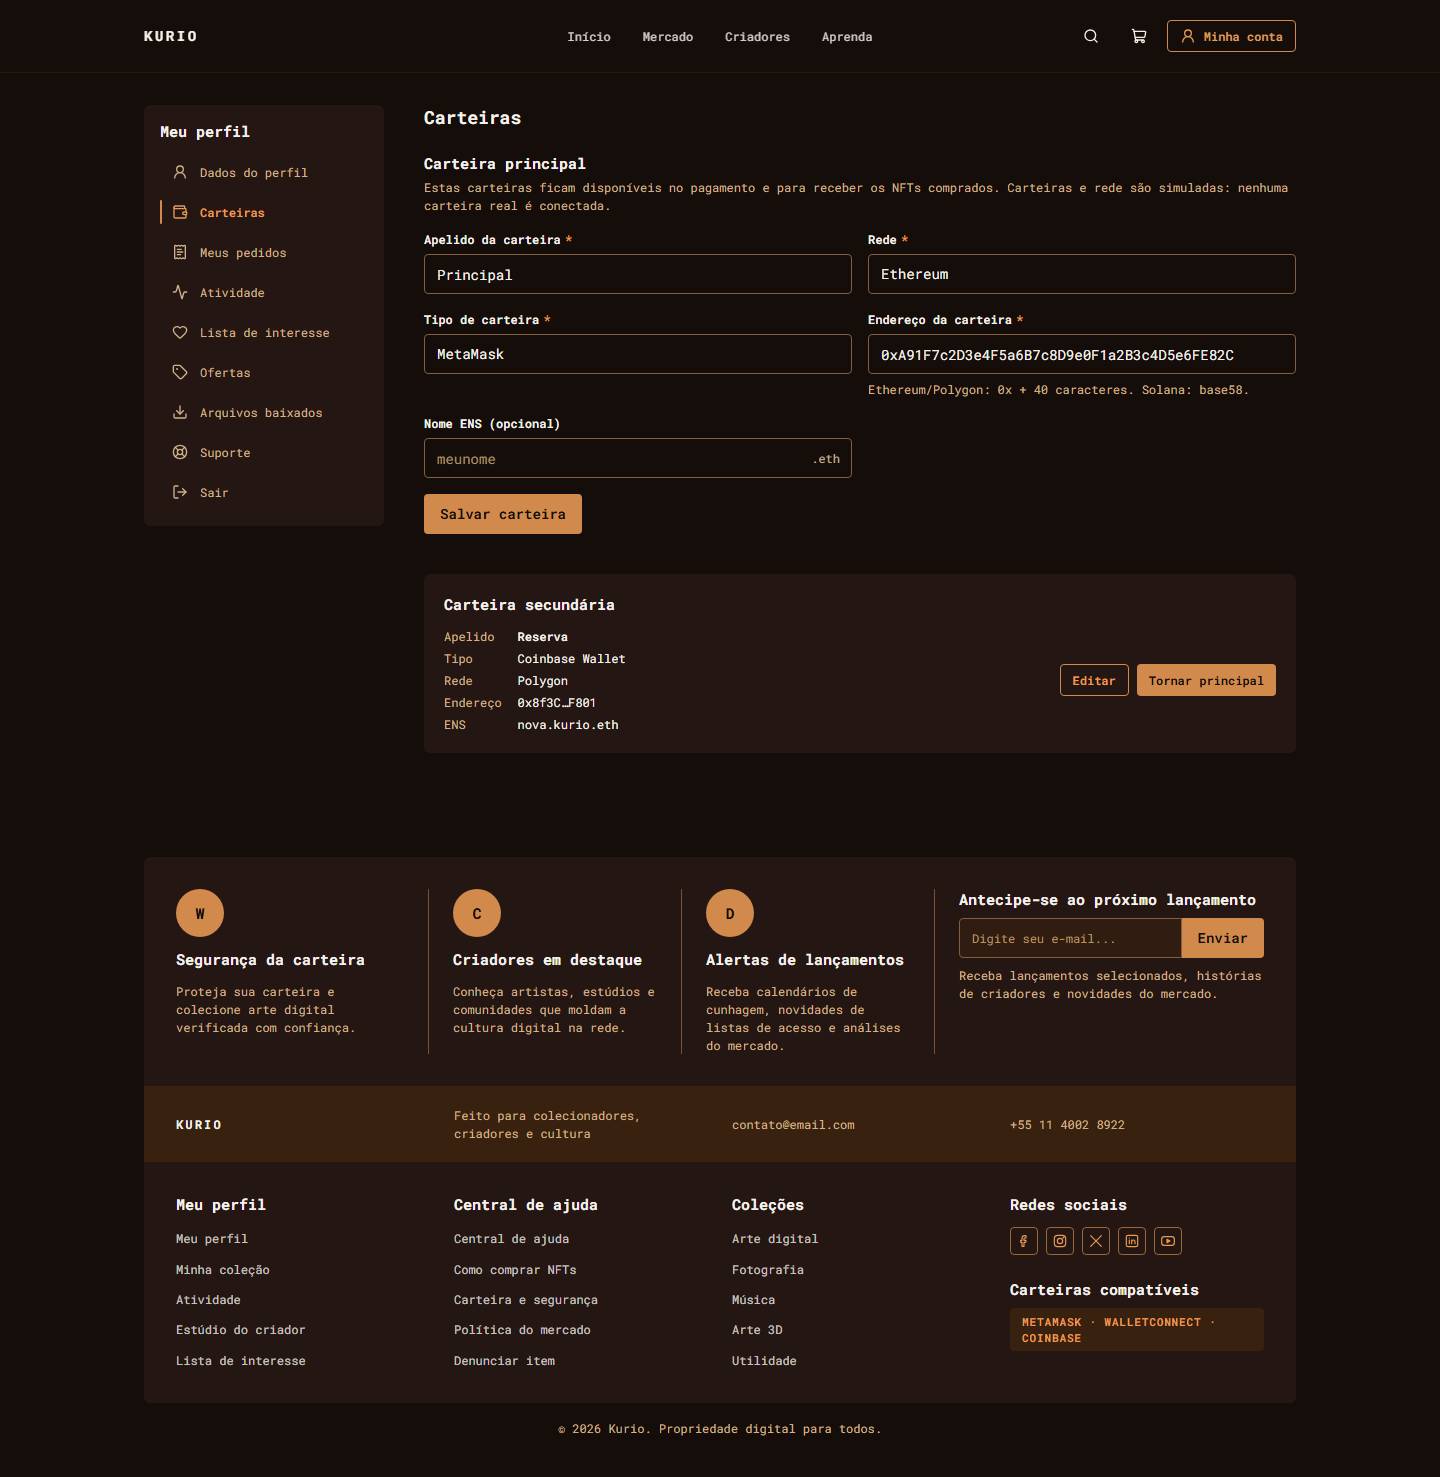 KURIO
Início
Mercado
Criadores
Aprenda
Minha conta
Meu perfil
Dados do perfil
Carteiras
Meus pedidos
Atividade
Lista de interesse
Ofertas
Arquivos baixados
Suporte
Sair
Carteiras
Carteira principal
Estas carteiras ficam disponíveis no pagamento e para receber os NFTs comprados. Carteiras e rede são simuladas: nenhuma
carteira real é conectada.
Apelido da carteira *
Principal
Rede *
Ethereum
Tipo de carteira *
MetaMask
Endereço da carteira *
0xA91F7c2D3e4F5a6B7c8D9e0F1a2B3c4D5e6FE82C
Ethereum/Polygon: 0x + 40 caracteres. Solana: base58.
Nome ENS (opcional)
meunome
.eth
Salvar carteira
Carteira secundária
Apelido Reserva
Tipo Coinbase Wallet
Rede Polygon
Endereço 0x8f3C…F801
ENS nova.kurio.eth
Editar
Tornar principal
W
Segurança da carteira
Proteja sua carteira e
colecione arte digital
verificada com confiança.
C
Criadores em destaque
Conheça artistas, estúdios e
comunidades que moldam a
cultura digital na rede.
D
Alertas de lançamentos
Receba calendários de
cunhagem, novidades de
listas de acesso e análises
do mercado.
Antecipe-se ao próximo lançamento
Digite seu e-mail...
Enviar
Receba lançamentos selecionados, histórias
de criadores e novidades do mercado.
KURIO
Feito para colecionadores,
criadores e cultura
contato@email.com
+55 11 4002 8922
Meu perfil
Meu perfil
Minha coleção
Atividade
Estúdio do criador
Lista de interesse
Central de ajuda
Central de ajuda
Como comprar NFTs
Carteira e segurança
Política do mercado
Denunciar item
Coleções
Arte digital
Fotografia
Música
Arte 3D
Utilidade
Redes sociais
Carteiras compatíveis
METAMASK · WALLETCONNECT ·
COINBASE
© 2026 Kurio. Propriedade digital para todos.